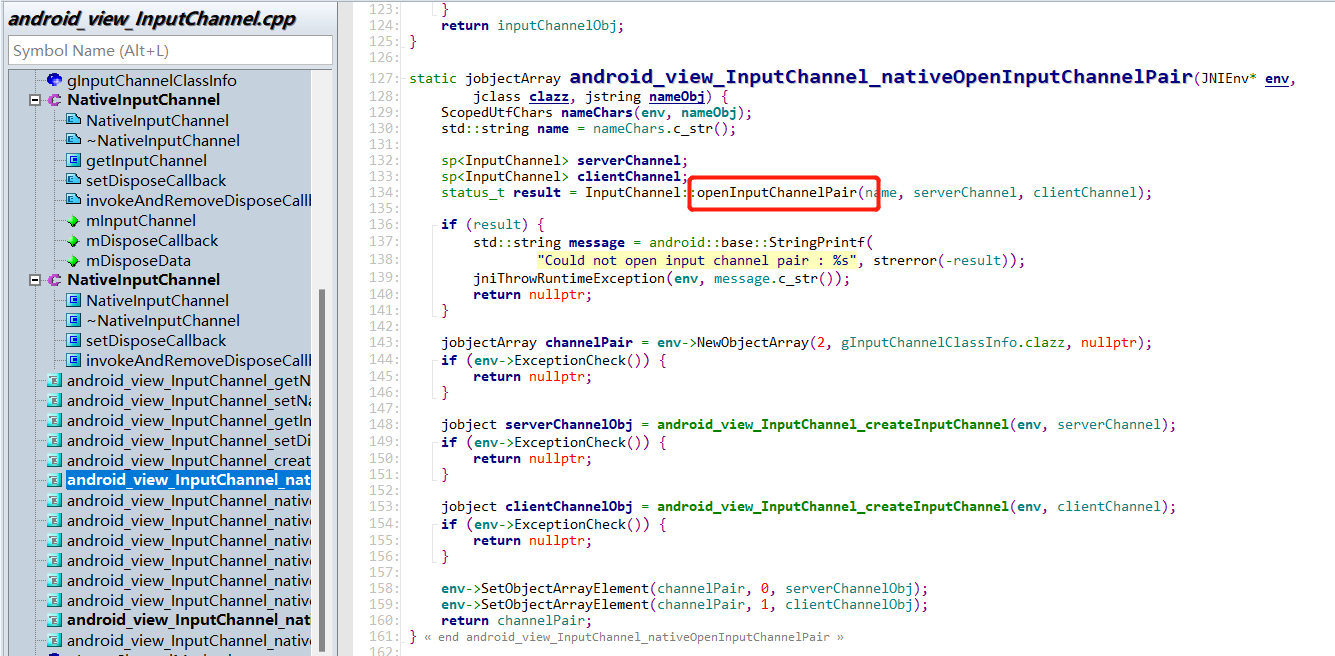 android_view_InputChannel.cpp
Symbol Name (Alt+L)
gInputChannelClassInfo
NativeInputChannel
NativeInputChannel
~NativeInputChannel
getInputChannel
setDisposeCallback
invokeAndRemoveDisposeCall
mInputChannel
mDisposeCallback
mDisposeData
NativeInputChannel
NativeInputChannel
~NativeInputChannel
setDisposeCallback
invokeAndRemoveDisposeCall
android_view_InputChannel_getN
android_view_InputChannel_setNa
android_view_InputChannel_getIn
android_view_InputChannel_setDi
android_view_InputChannel_creat
android_view_InputChannel_nat
android_view_InputChannel_native
android_view_InputChannel_native
android_view_InputChannel_native
android_view_InputChannel_native
android_view_InputChannel_native
android_view_InputChannel_native
android_view_InputChannel_nat
android_view_InputChannel_native
123: }
124: return inputChannelObj;
125: }
126:
127: static jobjectArray android_view_InputChannel_nativeOpenInputChannelPair(JNIEnv* env,
128: jclass clazz, jstring nameObj) {
129: ScopedUtfChars nameChars(env, nameObj);
130: std::string name = nameChars.c_str();
131:
132: sp<InputChannel> serverChannel;
133: sp<InputChannel> clientChannel;
134: status_t result = InputChannel::openInputChannelPair(name, serverChannel, clientChannel);
135:
136: if (result) {
137: std::string message = android::base::StringPrintf(
138: "Could not open input channel pair : %s", strerror(-result));
139: jniThrowRuntimeException(env, message.c_str());
140: return nullptr;
141: }
142:
143: jobjectArray channelPair = env->NewObjectArray(2, gInputChannelClassInfo.clazz, nullptr);
144: if (env->ExceptionCheck()) {
145: return nullptr;
146: }
147:
148: jobject serverChannelObj = android_view_InputChannel_createInputChannel(env, serverChannel);
149: if (env->ExceptionCheck()) {
150: return nullptr;
151: }
152:
153: jobject clientChannelObj = android_view_InputChannel_createInputChannel(env, clientChannel);
154: if (env->ExceptionCheck()) {
155: return nullptr;
156: }
157:
158: env->SetObjectArrayElement(channelPair, 0, serverChannelObj);
159: env->SetObjectArrayElement(channelPair, 1, clientChannelObj);
160: return channelPair;
161: } « end android_view_InputChannel_nativeOpenInputChannelPair »
162: